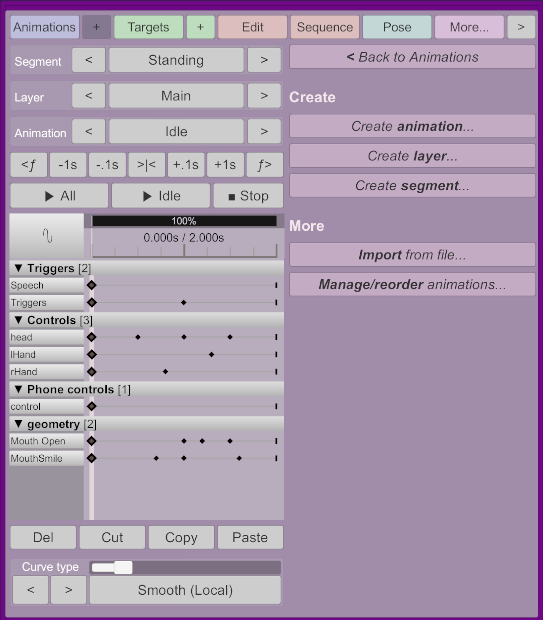 Animations + Targets + Edit Sequence Pose More... >
Segment < Standing >
Layer < Main >
Animation < Idle >
<ƒ -1s -.1s >|< +.1s +1s ƒ>
▶ All ▶ Idle ■ Stop
100%
0.000s / 2.000s
▼ Triggers [2]
Speech
Triggers
▼ Controls [3]
head
lHand
rHand
▼ Phone controls [1]
control
▼ geometry [2]
Mouth Open
MouthSmile
Del Cut Copy Paste
Curve type
< > Smooth (Local)
< Back to Animations
Create
Create animation...
Create layer...
Create segment...
More
Import from file...
Manage/reorder animations...